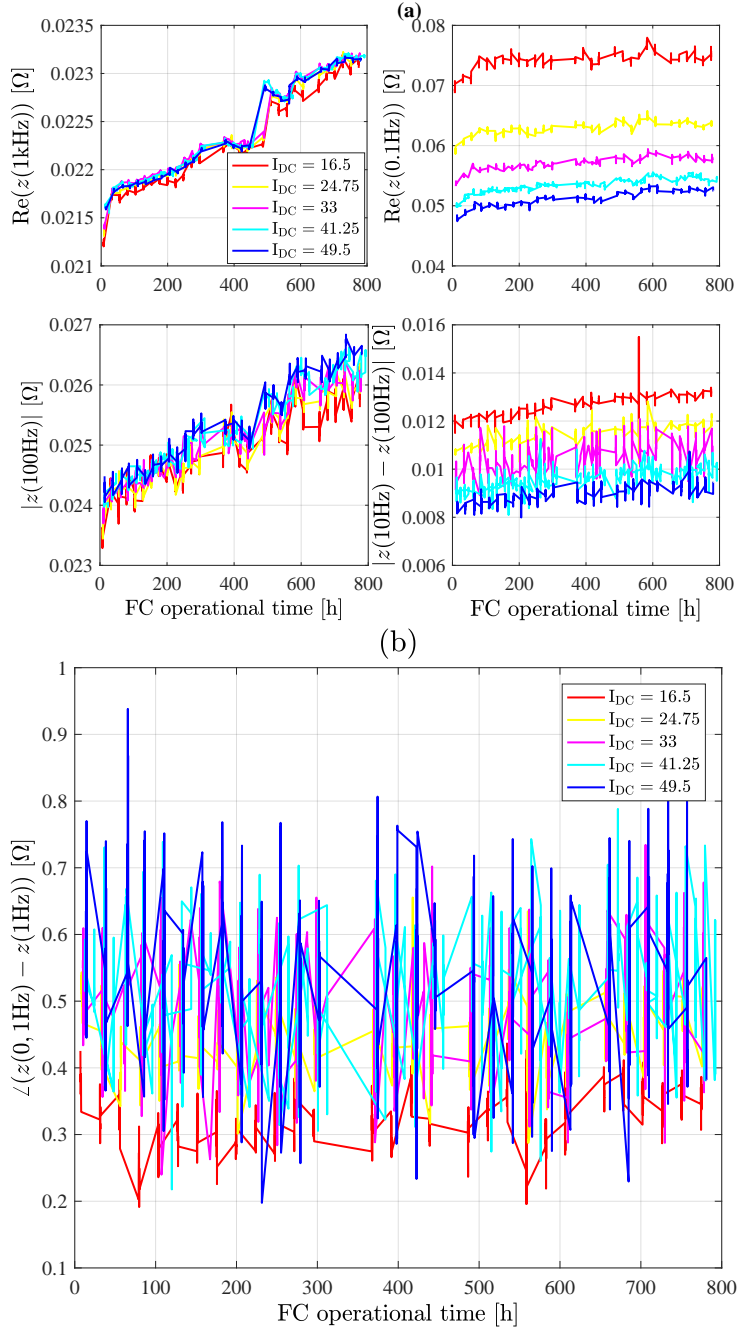 (a)
Re(z(1kHz)) [Ω]
0.0235
0.023
0.0225
0.022
0.0215
0.021
0 200 400 600 800
I_DC = 16.5
I_DC = 24.75
I_DC = 33
I_DC = 41.25
I_DC = 49.5
Re(z(0.1Hz)) [Ω]
0.08
0.07
0.06
0.05
0.04
0 200 400 600 800
|z(100Hz)| [Ω]
0.027
0.026
0.025
0.024
0.023
0 200 400 600 800
FC operational time [h]
|z(10Hz) − z(100Hz)| [Ω]
0.016
0.014
0.012
0.01
0.008
0.006
0 200 400 600 800
FC operational time [h]
(b)
∠(z(0,1Hz) − z(1Hz)) [Ω]
1
0.9
0.8
0.7
0.6
0.5
0.4
0.3
0.2
0.1
0 100 200 300 400 500 600 700 800
I_DC = 16.5
I_DC = 24.75
I_DC = 33
I_DC = 41.25
I_DC = 49.5
FC operational time [h]